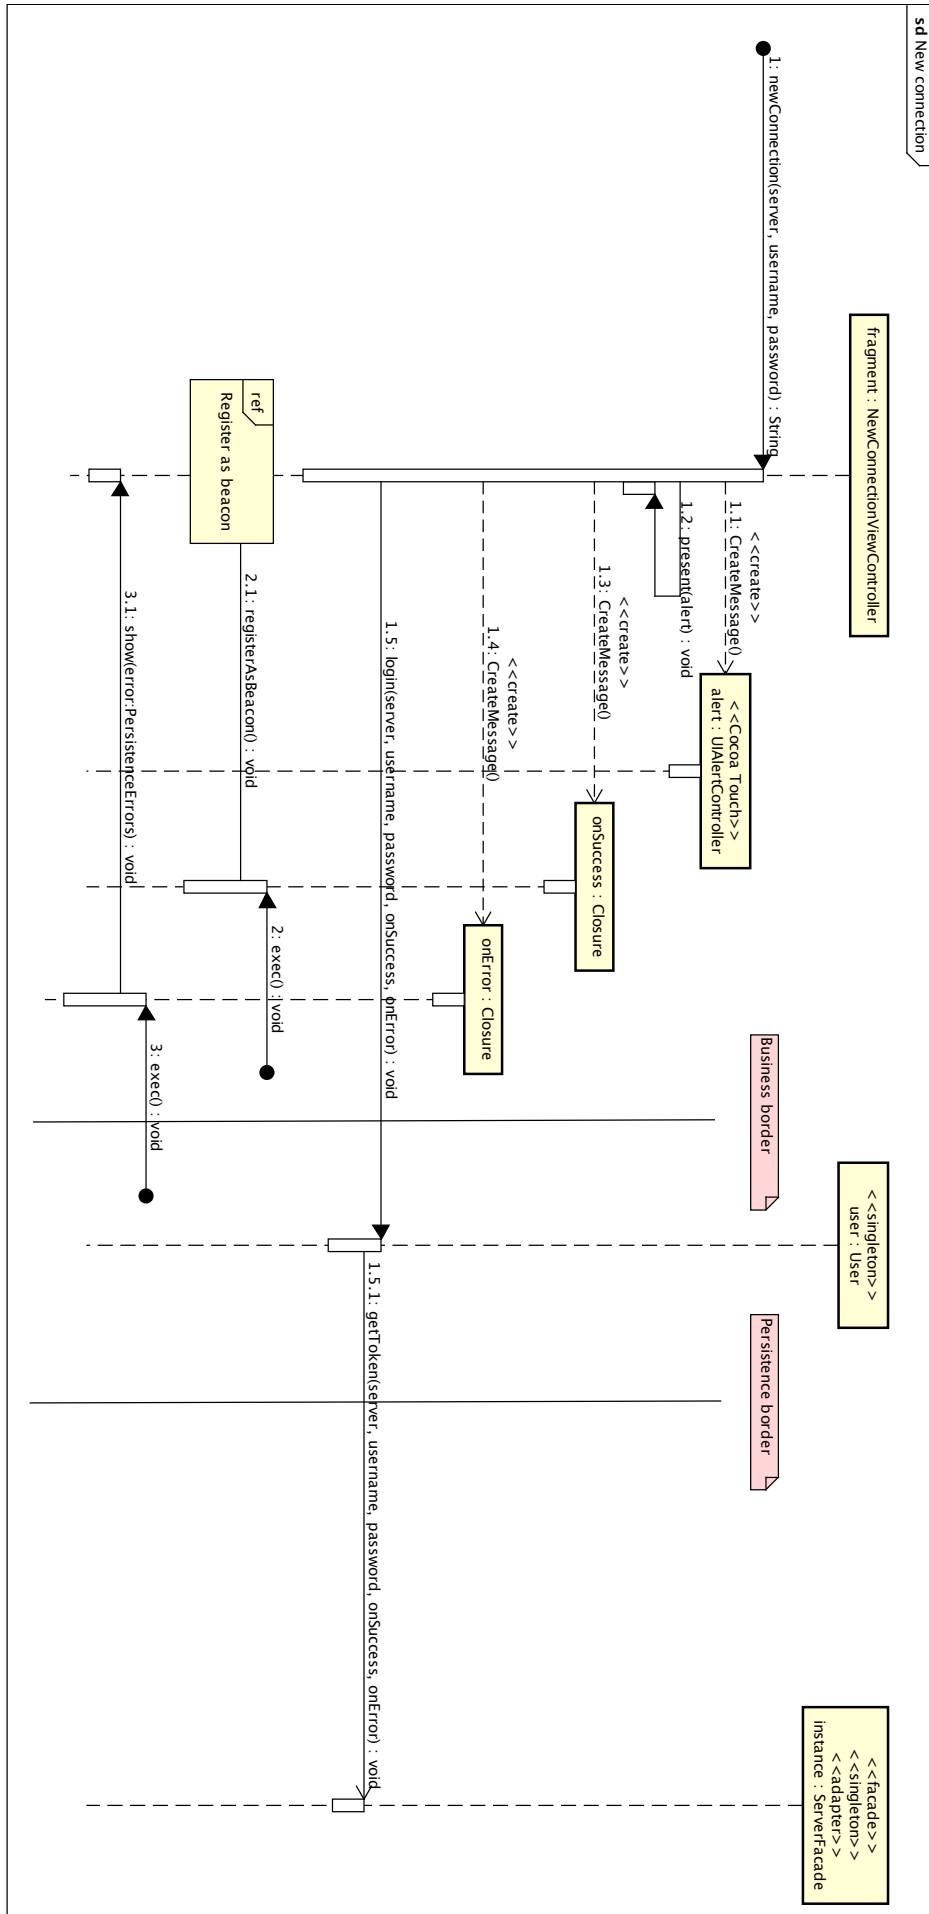 sd New connection
1: newConnection(server, username, password) : String
fragment : NewConnectionViewController
<<create>>
1.1: CreateMessage()
<<Cocoa Touch>>
alert : UIAlertController
1.2: present(alert) : void
<<create>>
1.3: CreateMessage()
onSuccess : Closure
<<create>>
1.4: CreateMessage()
onError : Closure
1.5: login(server, username, password, onSuccess, onError) : void
Business border
<<singleton>>
user : User
Persistence border
1.5.1: getToken(server, username, password, onSuccess, onError) : void
<<facade>>
<<singleton>>
<<adapter>>
instance : ServerFacade
ref
Register as beacon
2: exec() : void
2.1: registerAsBeacon() : void
3: exec() : void
3.1: show(error:PersistenceErrors) : void